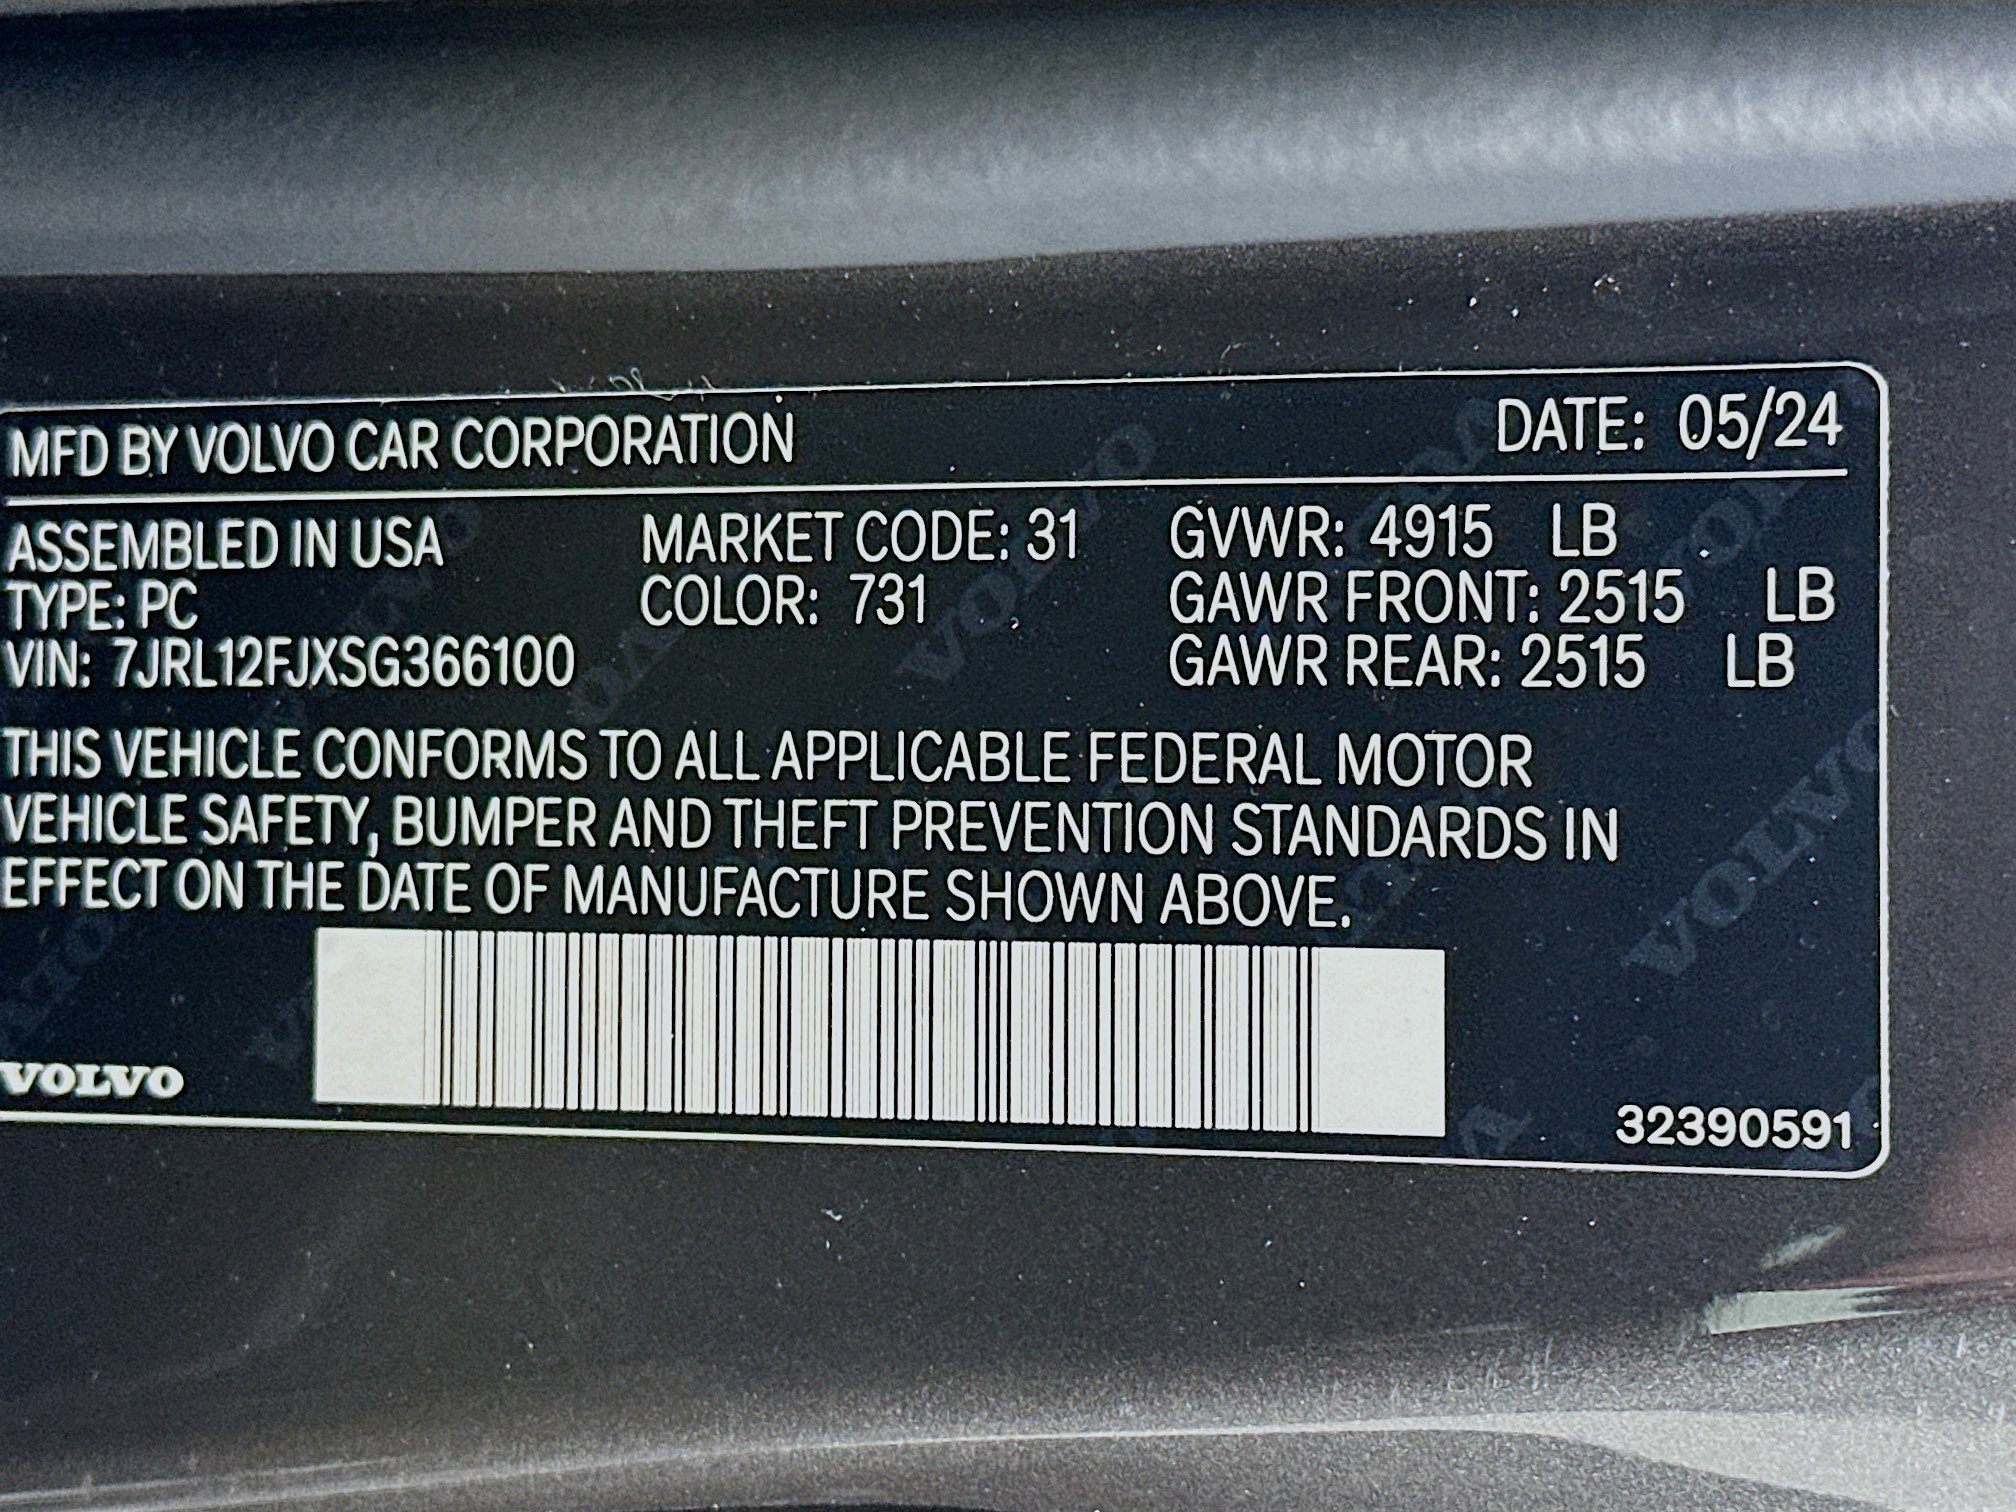 MFD BY VOLVO CAR CORPORATION DATE: 05/24
ASSEMBLED IN USA MARKET CODE: 31 GVWR: 4915 LB
TYPE: PC COLOR: 731 GAWR FRONT: 2515 LB
VIN: 7JRL12FJXSG366100 GAWR REAR: 2515 LB
THIS VEHICLE CONFORMS TO ALL APPLICABLE FEDERAL MOTOR
VEHICLE SAFETY, BUMPER AND THEFT PREVENTION STANDARDS IN
EFFECT ON THE DATE OF MANUFACTURE SHOWN ABOVE.
VOLVO
32390591